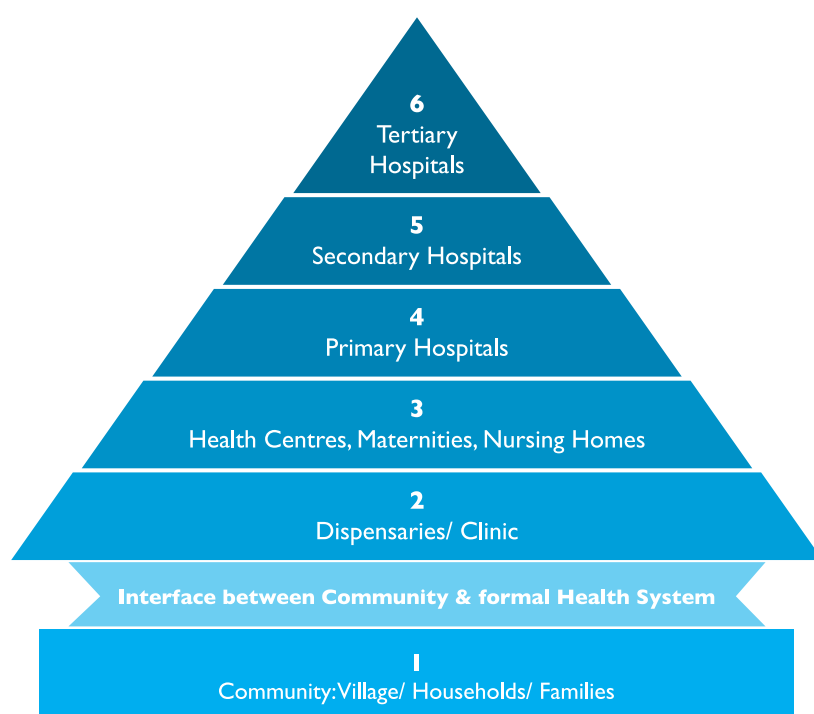 6
Tertiary
Hospitals
5
Secondary Hospitals
4
Primary Hospitals
3
Health Centres, Maternities, Nursing Homes
2
Dispensaries/ Clinic
Interface between Community & formal Health System
1
Community:Village/ Households/ Families